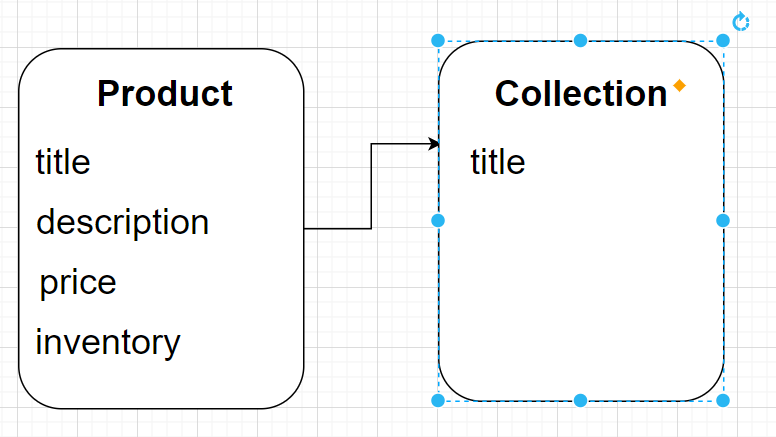 Product
title
description
price
inventory
Collection
title